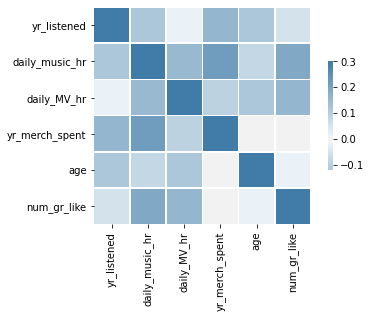 yr_listened
daily_music_hr
daily_MV_hr
yr_merch_spent
age
num_gr_like
0.3
0.2
0.1
0.0
−0.1
yr_listened
daily_music_hr
daily_MV_hr
yr_merch_spent
age
num_gr_like